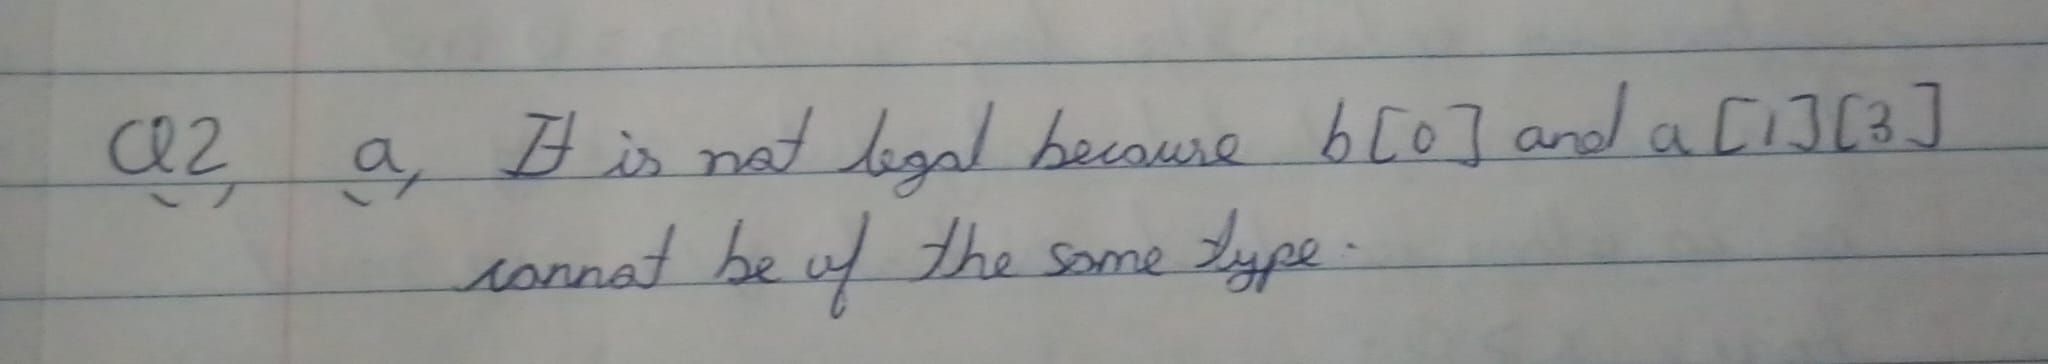 Q2, a, It is not legal because b[0] and a[1][3]
cannot be of the same type.